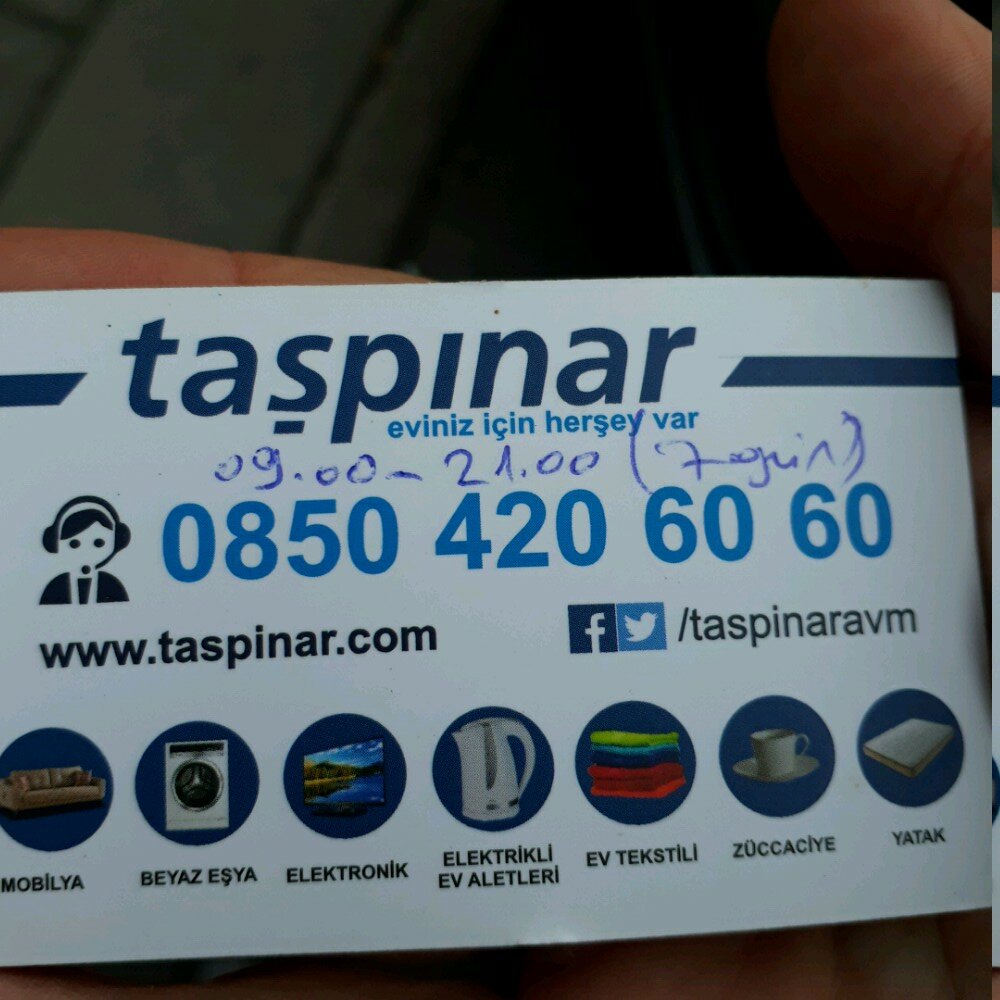 taşpınar
eviniz için herşey var
09.00 - 21.00 (7 gün)
0850 420 60 60
www.taspinar.com
/taspinaravm
MOBİLYA
BEYAZ EŞYA
ELEKTRONİK
ELEKTRİKLİ
EV ALETLERİ
EV TEKSTİLİ
ZÜCCACİYE
YATAK